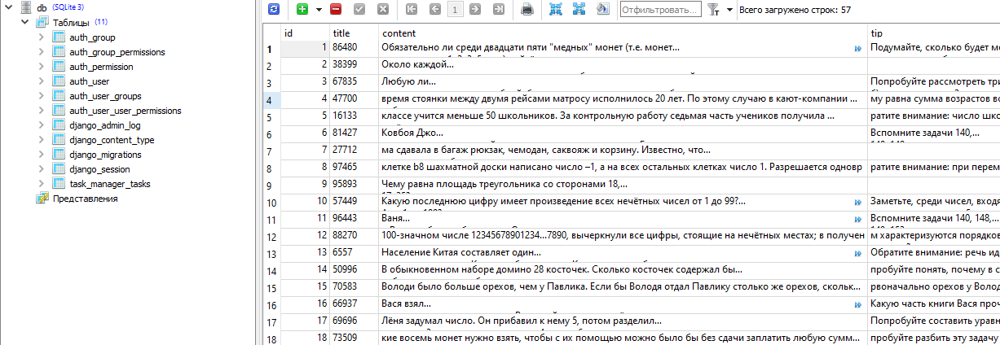 db (SQLite 3)
Таблицы (11)
auth_group
auth_group_permissions
auth_permission
auth_user
auth_user_groups
auth_user_user_permissions
django_admin_log
django_content_type
django_migrations
django_session
task_manager_tasks
Представления
1 Отфильтровать... Всего загружено строк: 57
id title content tip
1 1 86480 Обязательно ли среди двадцати пяти "медных" монет (т.е. монет... Подумайте, сколько будет мо
2 2 38399 Около каждой...
3 3 67835 Любую ли... Попробуйте рассмотреть три
4 4 47700 время стоянки между двумя рейсами матросу исполнилось 20 лет. По этому случаю в кают-компании ... му равна сумма возрастов вс
5 5 16133 классе учится меньше 50 школьников. За контрольную работу седьмая часть учеников получила ... ратите внимание: число шко
6 6 81427 Ковбоя Джо... Вспомните задачи 140,...
7 7 27712 ма сдавала в багаж рюкзак, чемодан, саквояж и корзину. Известно, что...
8 8 97465 клетке b8 шахматной доски написано число –1, а на всех остальных клетках число 1. Разрешается одновр ратите внимание: при перем
9 9 95893 Чему равна площадь треугольника со сторонами 18,...
10 10 57449 Какую последнюю цифру имеет произведение всех нечётных чисел от 1 до 99?... Заметьте, среди чисел, входя
11 11 96443 Ваня... Вспомните задачи 140, 148,...
12 12 88270 100-значном числе 12345678901234...7890, вычеркнули все цифры, стоящие на нечётных местах; в получен м характеризуются порядков
13 13 6557 Население Китая составляет один... Обратите внимание: речь ид
14 14 50996 В обыкновенном наборе домино 28 косточек. Сколько косточек содержал бы... пробуйте понять, почему в с
15 15 70583 Володи было больше орехов, чем у Павлика. Если бы Володя отдал Павлику столько же орехов, скольк... рвоначально орехов у Волод
16 16 66937 Вася взял... Какую часть книги Вася проч
17 17 69696 Лёня задумал число. Он прибавил к нему 5, потом разделил... Попробуйте составить уравн
18 18 73509 кие восемь монет нужно взять, чтобы с их помощью можно было бы без сдачи заплатить любую сумм... пробуйте разбить эту задачу